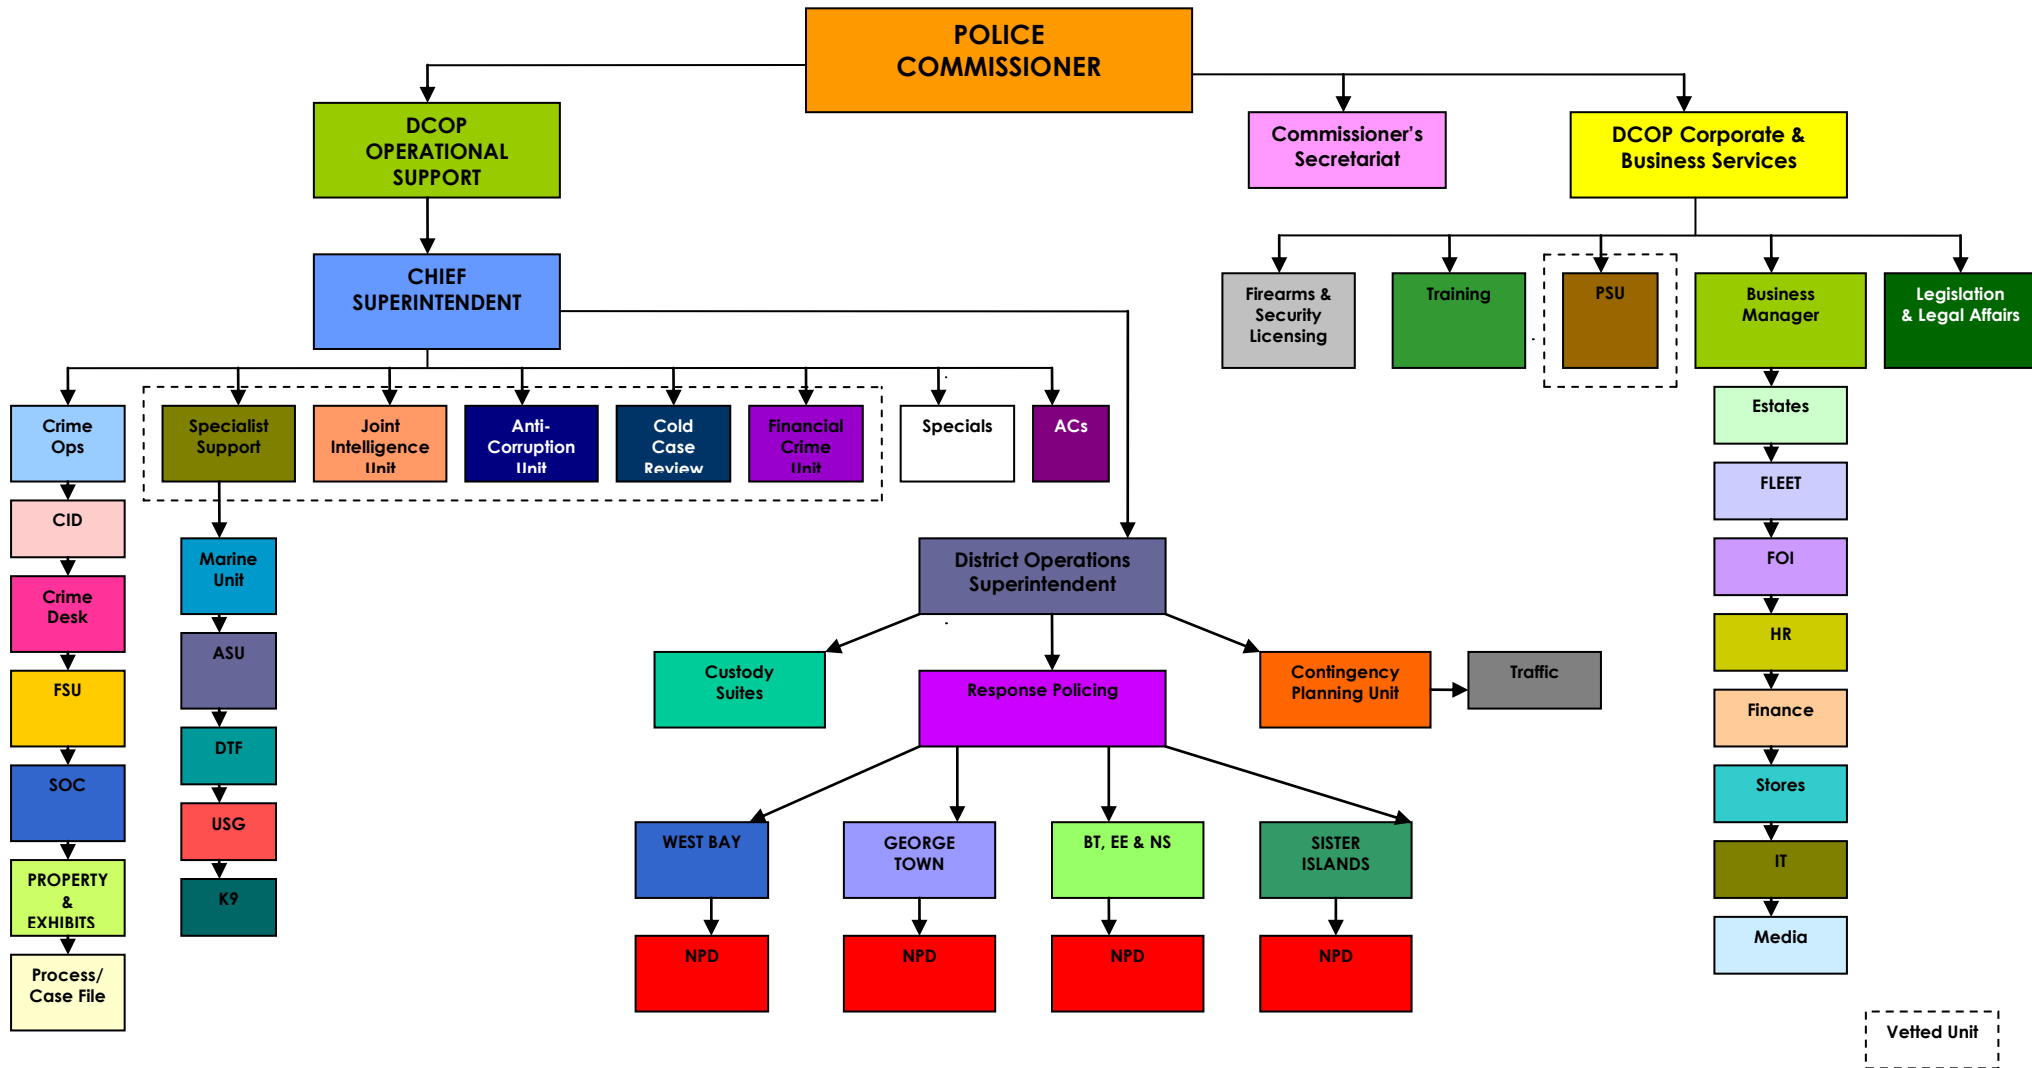 POLICE
COMMISSIONER
DCOP
OPERATIONAL
SUPPORT
Commissioner's
Secretariat
DCOP Corporate &
Business Services
CHIEF
SUPERINTENDENT
Firearms &
Security
Licensing
Training
PSU
Business
Manager
Legislation
& Legal Affairs
Crime
Ops
Specialist
Support
Joint
Intelligence
Unit
Anti-
Corruption
Unit
Cold
Case
Review
Financial
Crime
Unit
Specials
ACs
Estates
FLEET
FOI
HR
Finance
Stores
IT
Media
CID
Crime
Desk
FSU
SOC
PROPERTY
&
EXHIBITS
Process/
Case File
Marine
Unit
ASU
DTF
USG
K9
District Operations
Superintendent
Custody
Suites
Response Policing
Contingency
Planning Unit
Traffic
WEST BAY
GEORGE
TOWN
BT, EE & NS
SISTER
ISLANDS
NPD
NPD
NPD
NPD
Vetted Unit